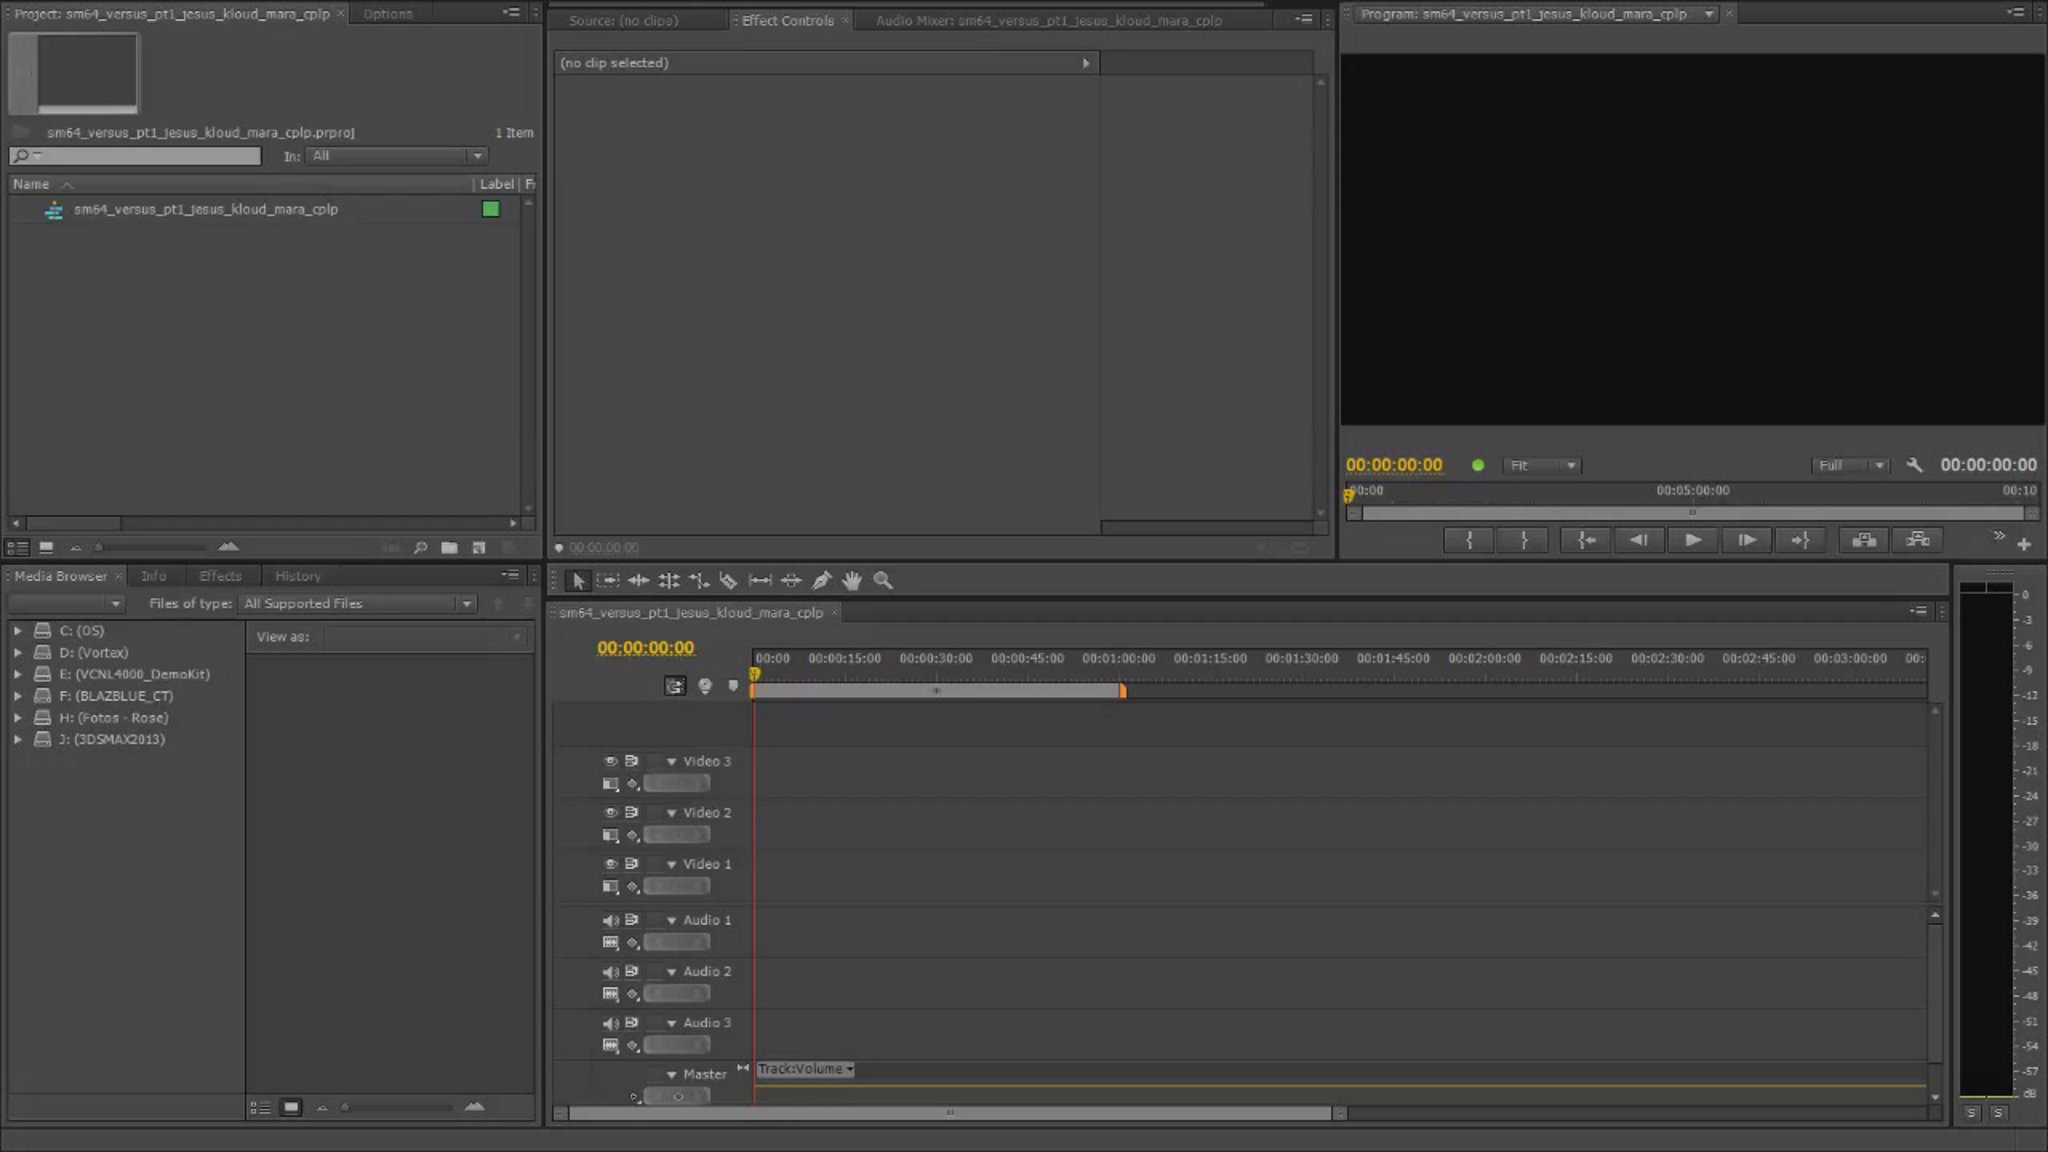 Project: sm64_versus_pt1_jesus_kloud_mara_cplp
Options
sm64_versus_pt1_jesus_kloud_mara_cplp.prproj
1 Item
In: All
Name
Label
sm64_versus_pt1_jesus_kloud_mara_cplp
Source: (no clips)
Effect Controls
Audio Mixer: sm64_versus_pt1_jesus_kloud_mara_cplp
(no clip selected)
00:00:00:00
Program: sm64_versus_pt1_jesus_kloud_mara_cplp
00:00:00:00
Fit
Full
00:00:00:00
00:00
00:05:00:00
00:10
Media Browser
Info
Effects
History
Files of type: All Supported Files
View as:
C: (OS)
D: (Vortex)
E: (VCNL4000_DemoKit)
F: (BLAZBLUE_CT)
H: (Fotos - Rose)
J: (3DSMAX2013)
sm64_versus_pt1_jesus_kloud_mara_cplp
00:00:00:00
00:00 00:00:15:00 00:00:30:00 00:00:45:00 00:01:00:00 00:01:15:00 00:01:30:00 00:01:45:00 00:02:00:00 00:02:15:00 00:02:30:00 00:02:45:00 00:03:00:00 00:
Video 3
Video 2
Video 1
Audio 1
Audio 2
Audio 3
Master
Track:Volume
0
-3
-6
-9
-12
-15
-18
-21
-24
-27
-30
-33
-36
-39
-42
-45
-48
-51
-54
-57
dB
S S